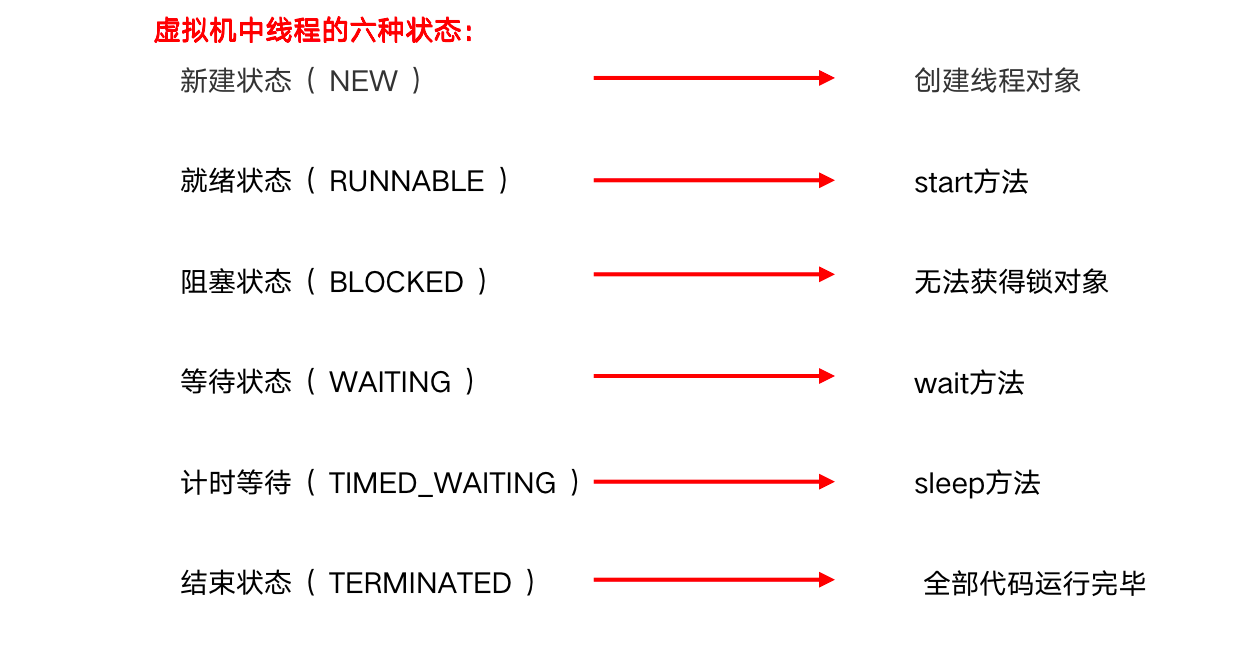 虚拟机中线程的六种状态：
新建状态（ NEW ） 创建线程对象
就绪状态（ RUNNABLE ） start方法
阻塞状态（ BLOCKED ） 无法获得锁对象
等待状态（ WAITING ） wait方法
计时等待（ TIMED_WAITING ） sleep方法
结束状态（ TERMINATED ） 全部代码运行完毕